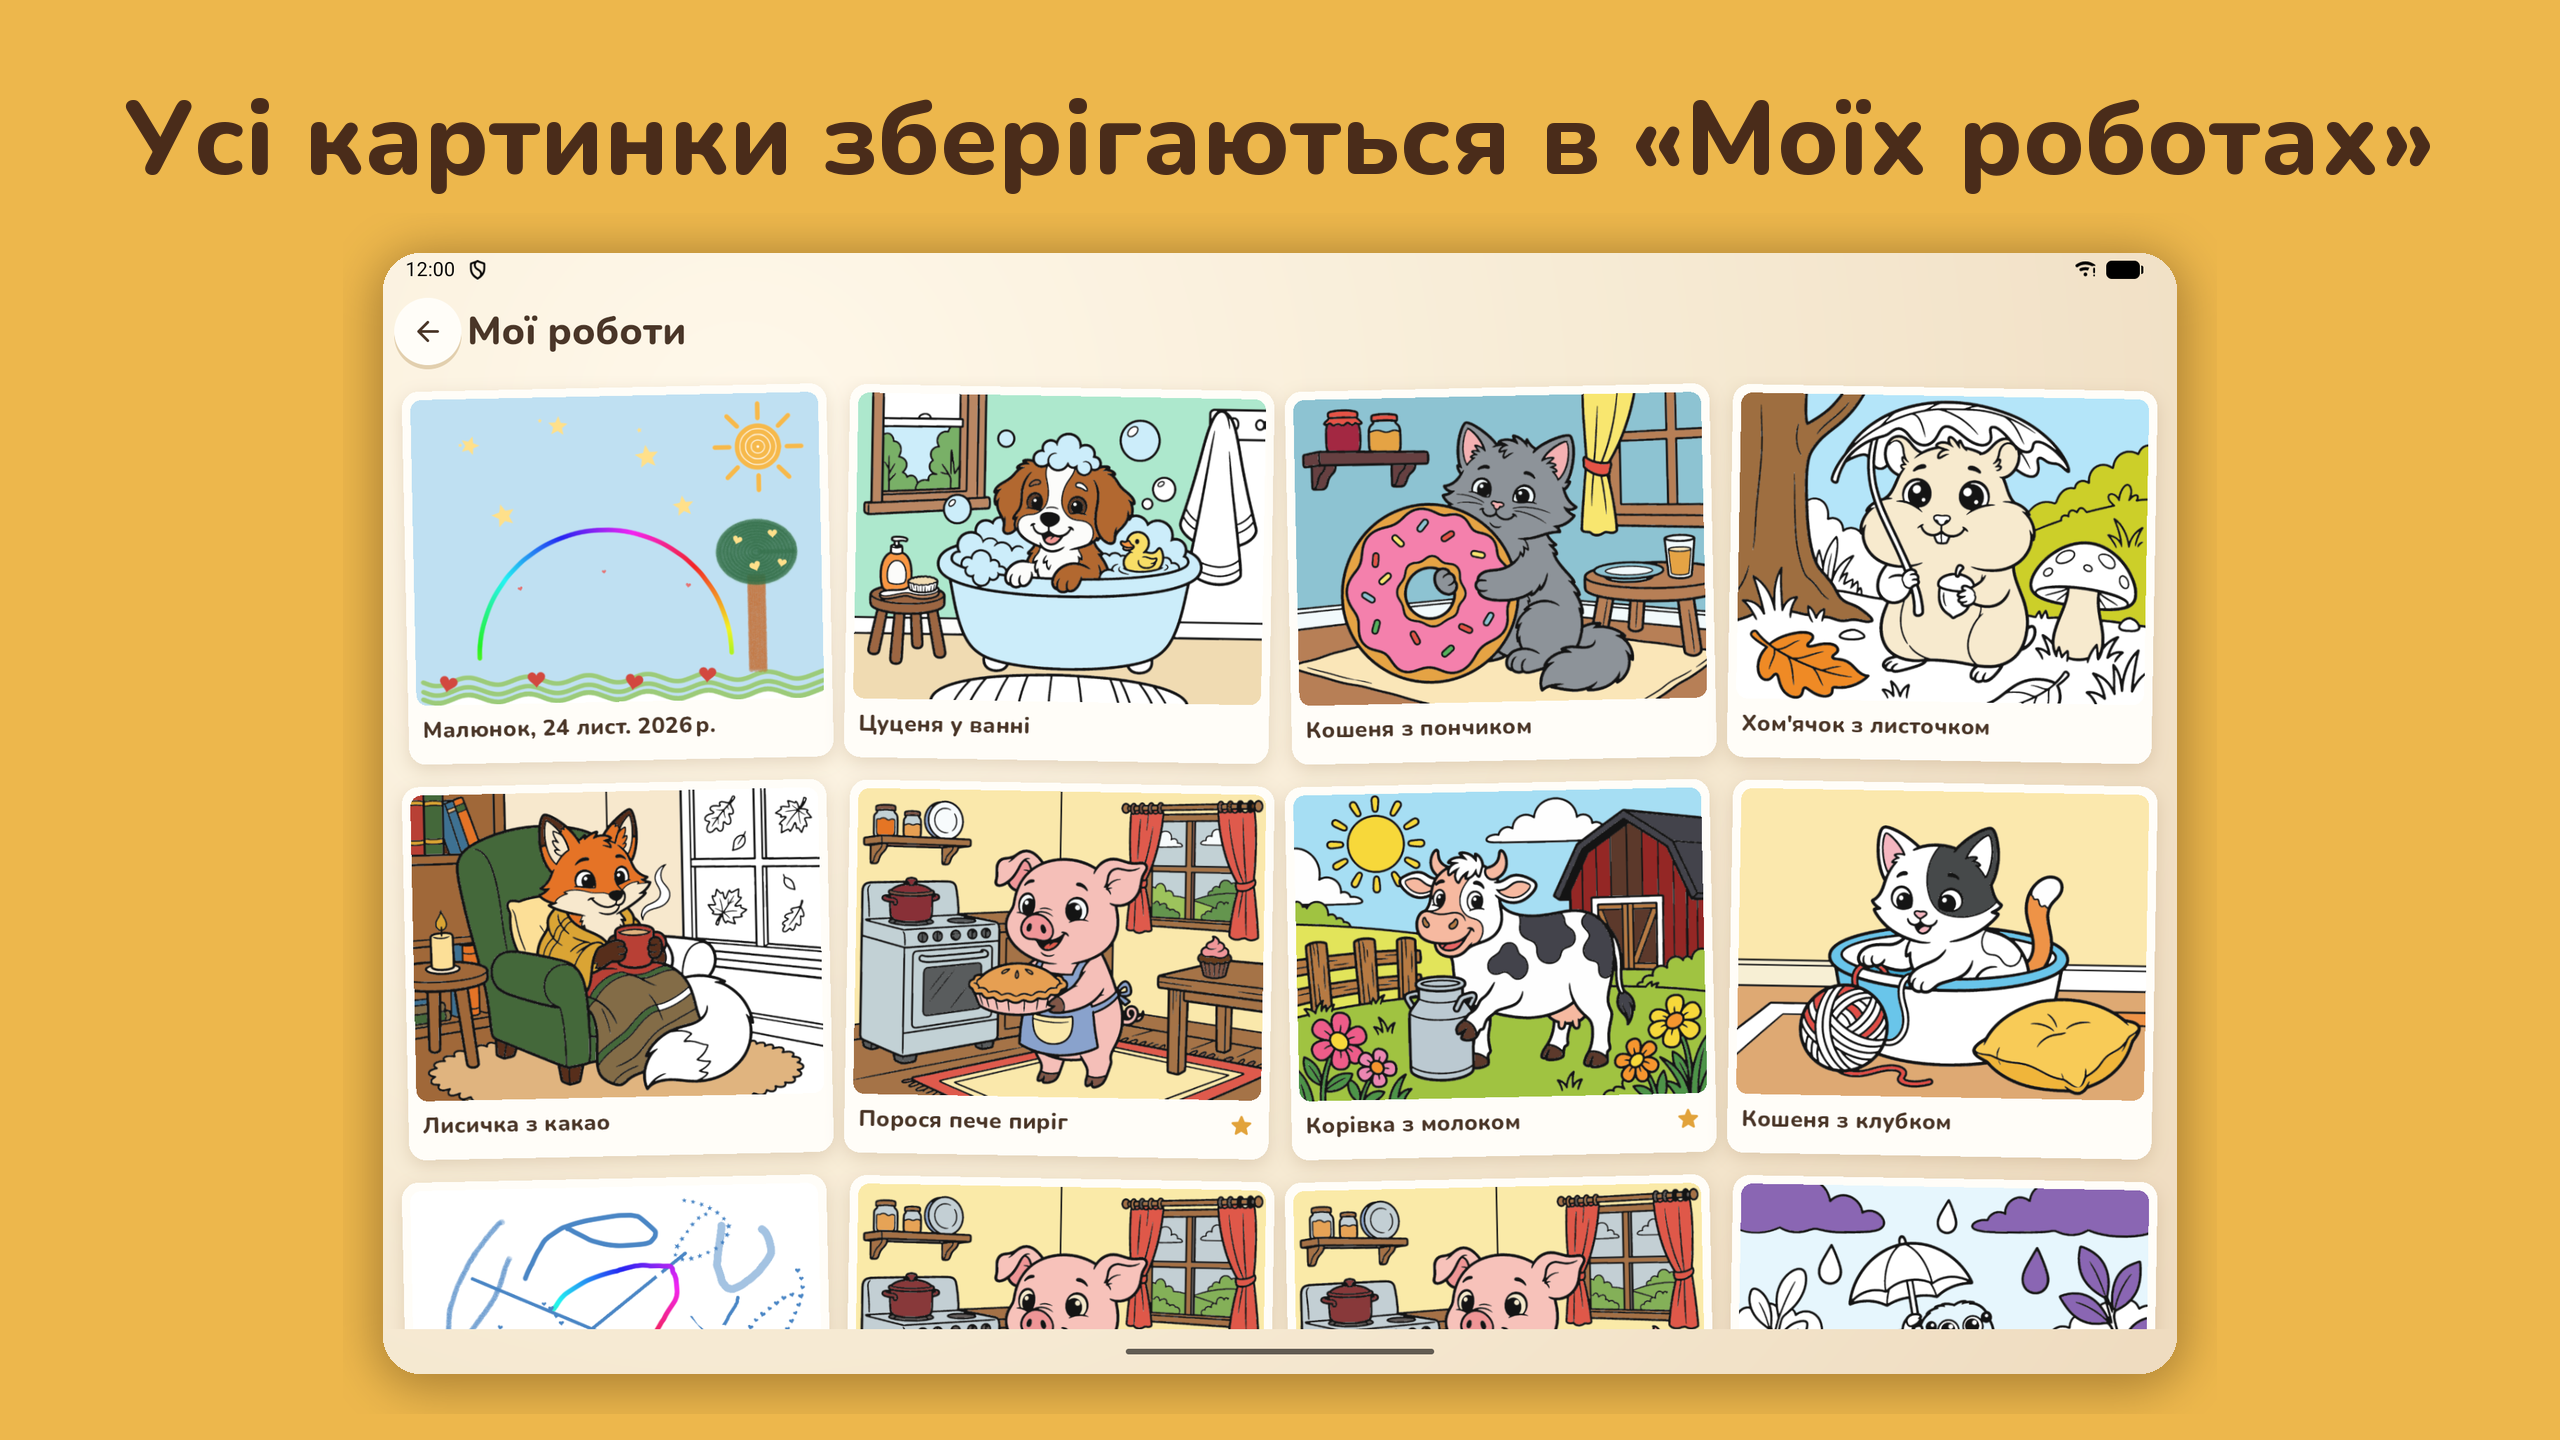 Усі картинки зберігаються в «Моїх роботах»
12:00
Мої роботи
Малюнок, 24 лист. 2026 р.
Цуценя у ванні
Кошеня з пончиком
Хом'ячок з листочком
Лисичка з какао
Порося пече пиріг
Корівка з молоком
Кошеня з клубком